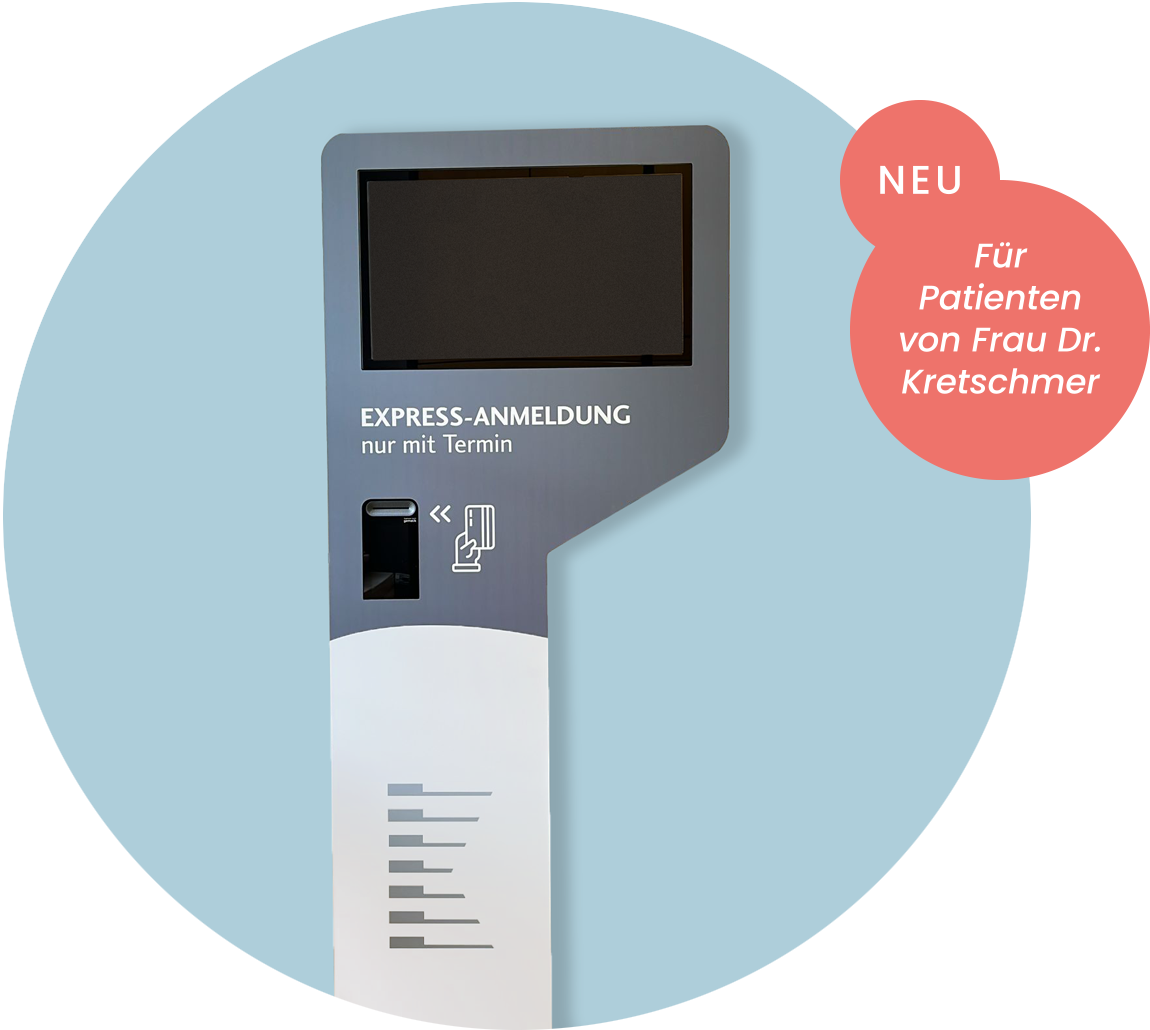 NEU
Für
Patienten
von Frau Dr.
Kretschmer
EXPRESS-ANMELDUNG
nur mit Termin